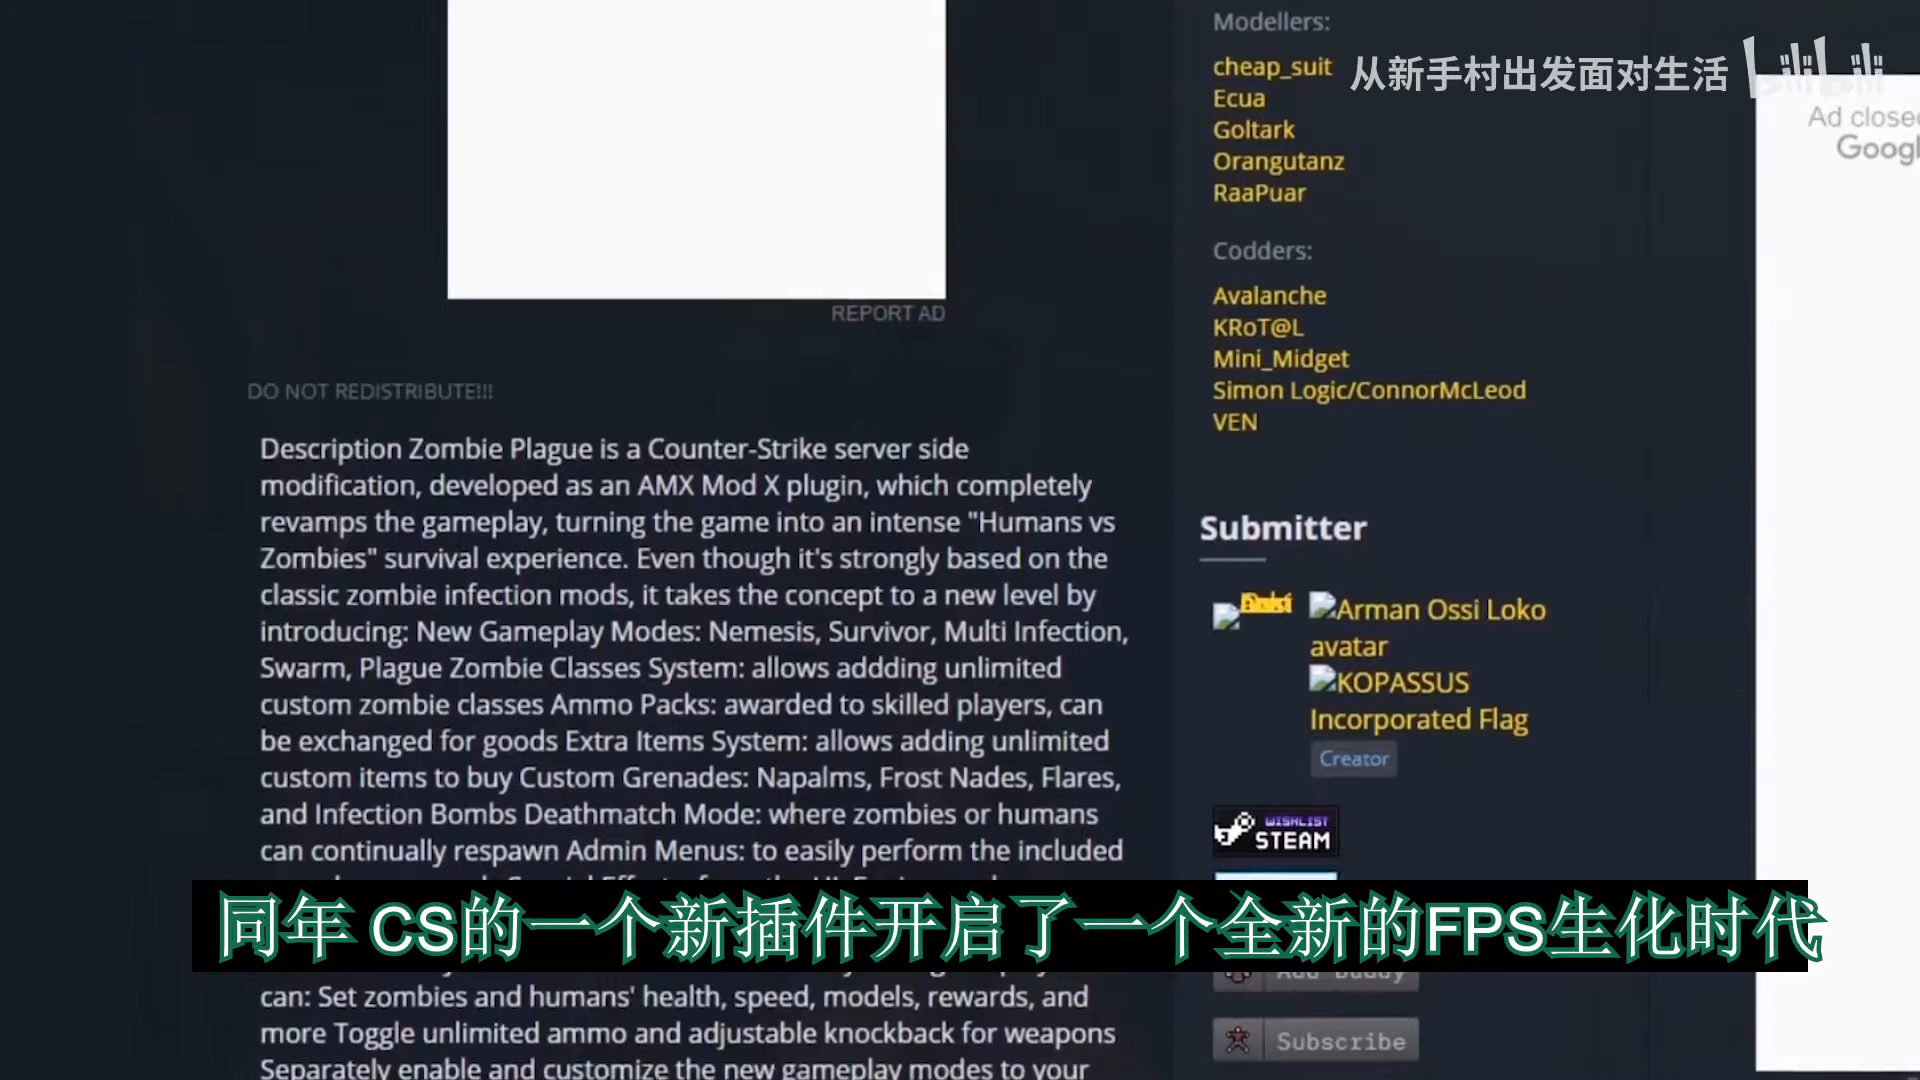 Modellers:
cheap_suit
Ecua
Goltark
Orangutanz
RaaPuar
从新手村出发面对生活 bilibili
Ad closed
Googl
Codders:
Avalanche
KRoT@L
Mini_Midget
Simon Logic/ConnorMcLeod
VEN
REPORT AD
DO NOT REDISTRIBUTE!!!
Description Zombie Plague is a Counter-Strike server side
modification, developed as an AMX Mod X plugin, which completely
revamps the gameplay, turning the game into an intense "Humans vs
Zombies" survival experience. Even though it's strongly based on the
classic zombie infection mods, it takes the concept to a new level by
introducing: New Gameplay Modes: Nemesis, Survivor, Multi Infection,
Swarm, Plague Zombie Classes System: allows addding unlimited
custom zombie classes Ammo Packs: awarded to skilled players, can
be exchanged for goods Extra Items System: allows adding unlimited
custom items to buy Custom Grenades: Napalms, Frost Nades, Flares,
and Infection Bombs Deathmatch Mode: where zombies or humans
can continually respawn Admin Menus: to easily perform the included
Submitter
Arman Ossi Loko
avatar
KOPASSUS
Incorporated Flag
Creator
WISHLIST
STEAM
同年 CS的一个新插件开启了一个全新的FPS生化时代
Add Buddy
can: Set zombies and humans' health, speed, models, rewards, and
more Toggle unlimited ammo and adjustable knockback for weapons
Separately enable and customize the new gameplay modes to your
Subscribe